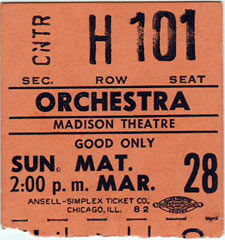 CNTR H 101
SEC. ROW SEAT
ORCHESTRA
MADISON THEATRE
GOOD ONLY
SUN. MAT.
2:00 p.m. MAR. 28
ANSELL-SIMPLEX TICKET CO.
CHICAGO, ILL. 82